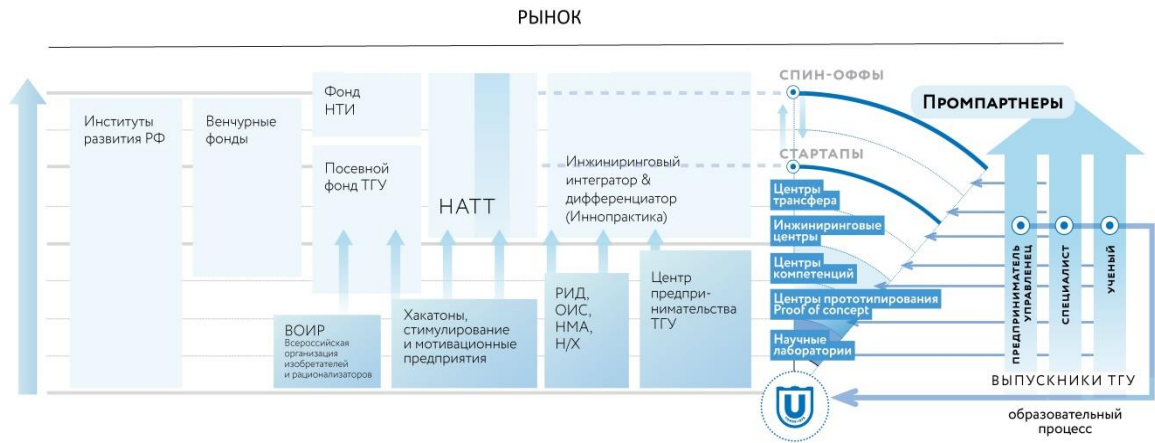 РЫНОК
Институты
развития РФ
Венчурные
фонды
Фонд
НТИ
Посевной
фонд ТГУ
НАТТ
Инжиниринговый
интегратор &
дифференциатор
(Иннопрактика)
ВОИР
Всероссийская
организация
изобретателей
и рационализаторов
Хакатоны,
стимулирование
и мотивационные
предприятия
РИД,
ОИС,
НМА,
Н/Х
Центр
предпри-
нимательства
ТГУ
СПИН-ОФФЫ
СТАРТАПЫ
Центры
трансфера
Инжиниринговые
центры
Центры
компетенций
Центры прототипирования
Proof of concept
Научные
лаборатории
U
ПРОМПАРТНЕРЫ
ПРЕДПРИНИМАТЕЛЬ
УПРАВЛЕНЕЦ
СПЕЦИАЛИСТ
УЧЕНЫЙ
ВЫПУСКНИКИ ТГУ
образовательный
процесс